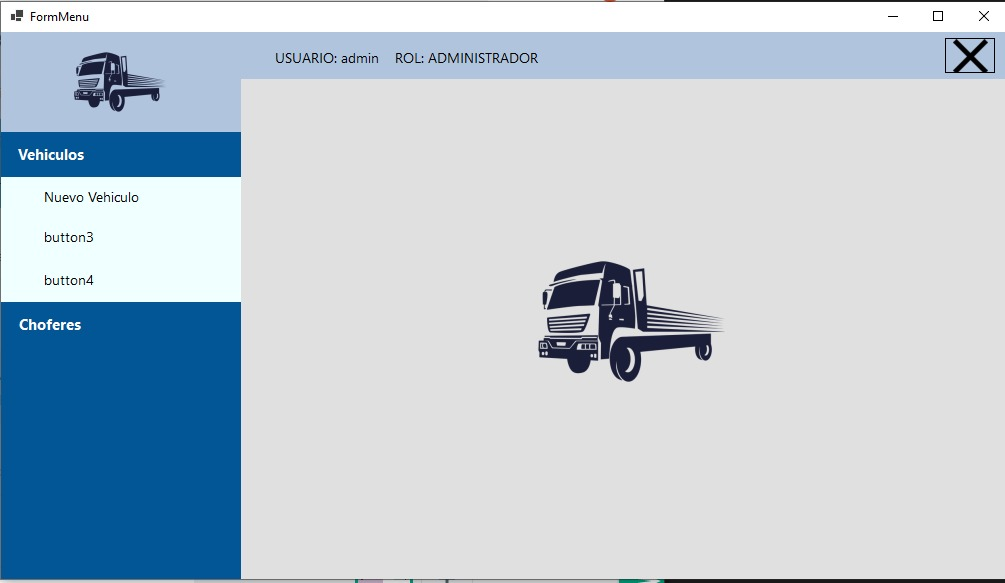 FormMenu
USUARIO: admin ROL: ADMINISTRADOR
Vehiculos
Nuevo Vehiculo
button3
button4
Choferes